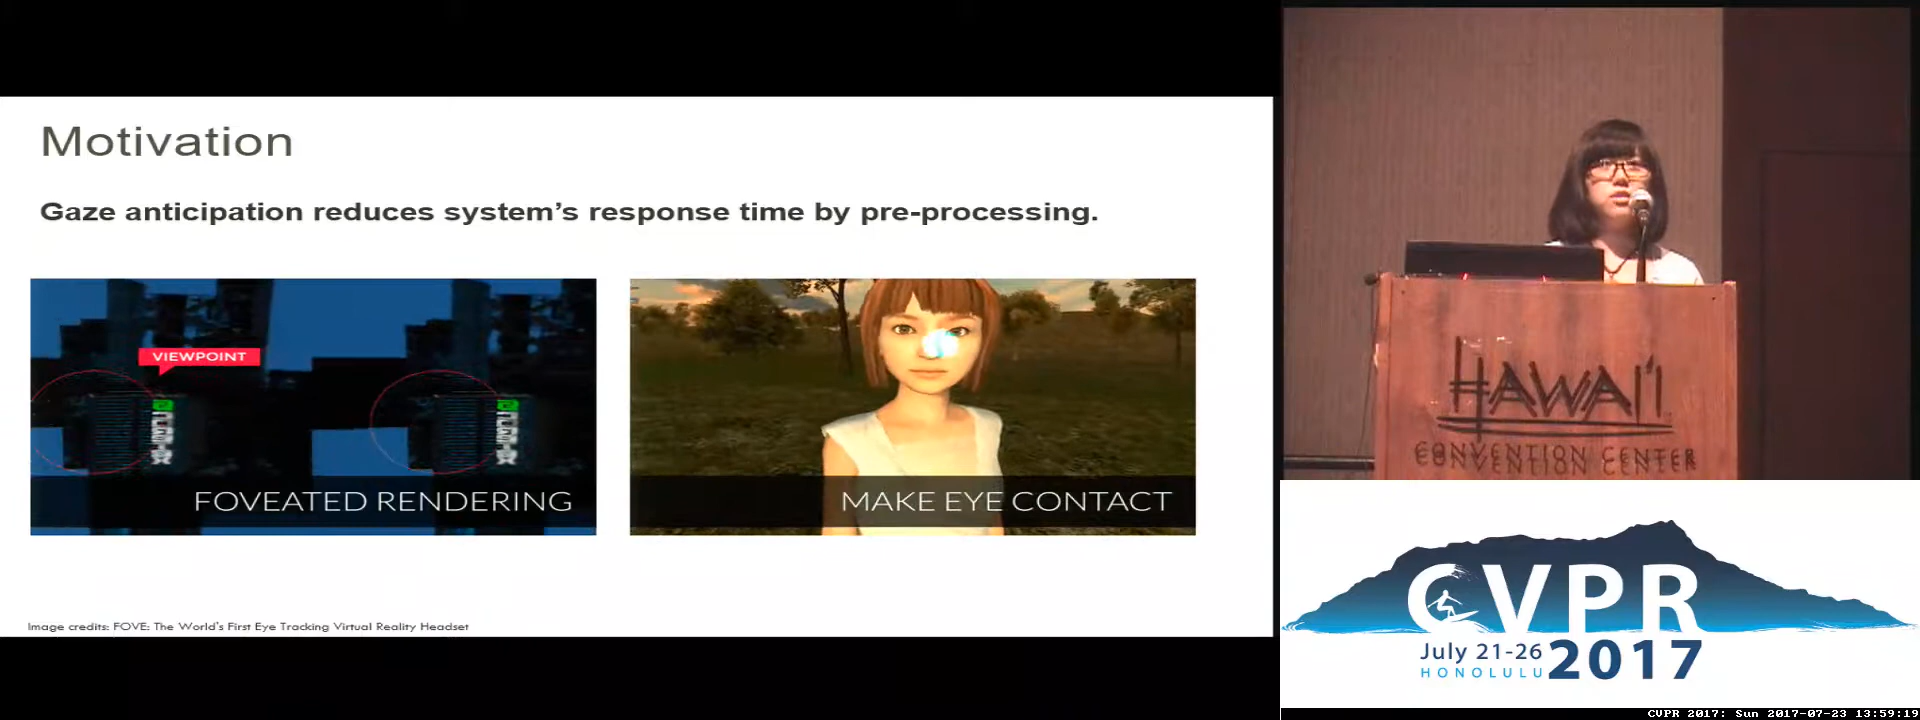 Motivation
Gaze anticipation reduces system's response time by pre-processing.
VIEWPOINT
FOVEATED RENDERING
MAKE EYE CONTACT
Image credits: FOVE: The World's First Eye Tracking Virtual Reality Headset
HAWAI'I
CONVENTION CENTER
CVPR
July 21-26
HONOLULU
2017
CVPR 2017: Sun 2017-07-23 13:59:19